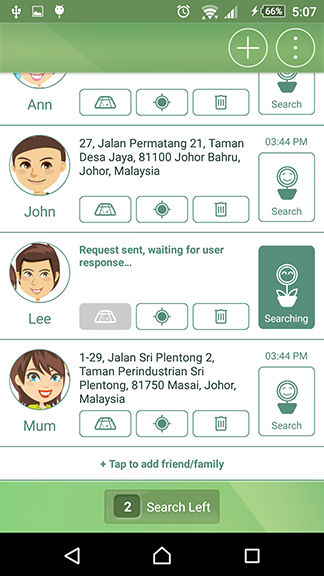 66% 5:07
Ann
Search
27, Jalan Permatang 21, Taman
Desa Jaya, 81100 Johor Bahru,
Johor, Malaysia
03:44 PM
John
Search
Request sent, waiting for user
response...
Lee
Searching
1-29, Jalan Sri Plentong 2,
Taman Perindustrian Sri
Plentong, 81750 Masai, Johor,
Malaysia
03:44 PM
Mum
Search
+ Tap to add friend/family
2 Search Left